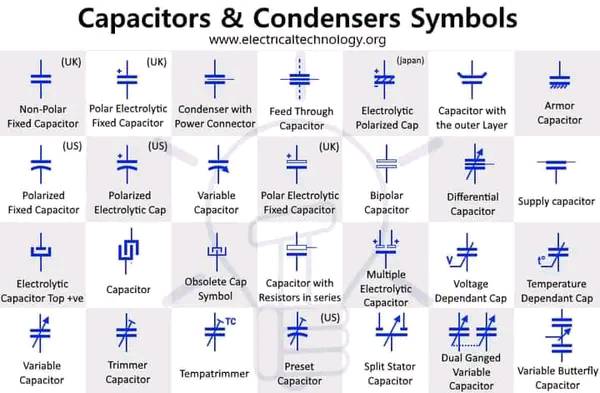 Capacitors & Condensers Symbols
www.electricaltechnology.org
(UK)
Non-Polar
Fixed Capacitor
(UK)
+
Polar Electrolytic
Fixed Capacitor
Condenser with
Power Connector
Feed Through
Capacitor
(japan)
+
Electrolytic
Polarized Cap
Capacitor with
the outer Layer
Armor
Capacitor
(US)
Polarized
Fixed Capacitor
(US)
+
Polarized
Electrolytic Cap
Variable
Capacitor
(UK)
+
Polar Electrolytic
Fixed Capacitor
Bipolar
Capacitor
Differential
Capacitor
Supply capacitor
Electrolytic
Capacitor Top +ve
Capacitor
Obsolete Cap
Symbol
Capacitor with
Resistors in series
+ +
Multiple
Electrolytic
Capacitor
V
Voltage
Dependant Cap
t°
Temperature
Dependant Cap
Variable
Capacitor
Trimmer
Capacitor
TC
Tempatrimmer
(US)
Preset
Capacitor
Split Stator
Capacitor
Dual Ganged
Variable
Capacitor
Variable Butterfly
Capacitor